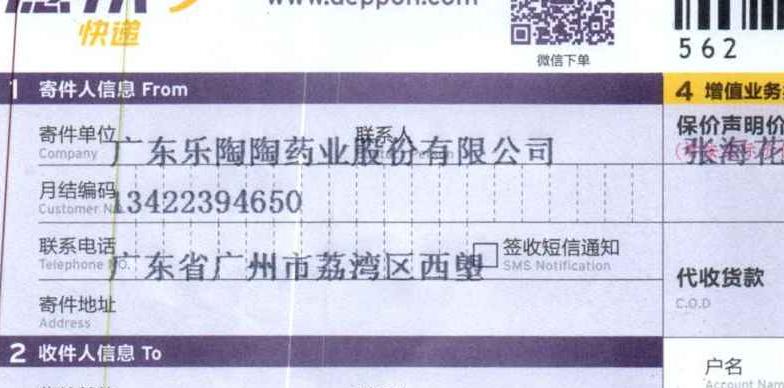 快递
www.deppon.com
微信下单
562
1 寄件人信息 From
4 增值业务
寄件单位 联系人
Company
广东乐陶陶药业股份有限公司
保价声明价
张海
月结编码
Customer No.
13422394650
联系电话
Telephone NO.
广东省广州市荔湾区西塱
签收短信通知
SMS Notification
代收货款
C.O.D
寄件地址
Address
2 收件人信息 To
户名
Account Name